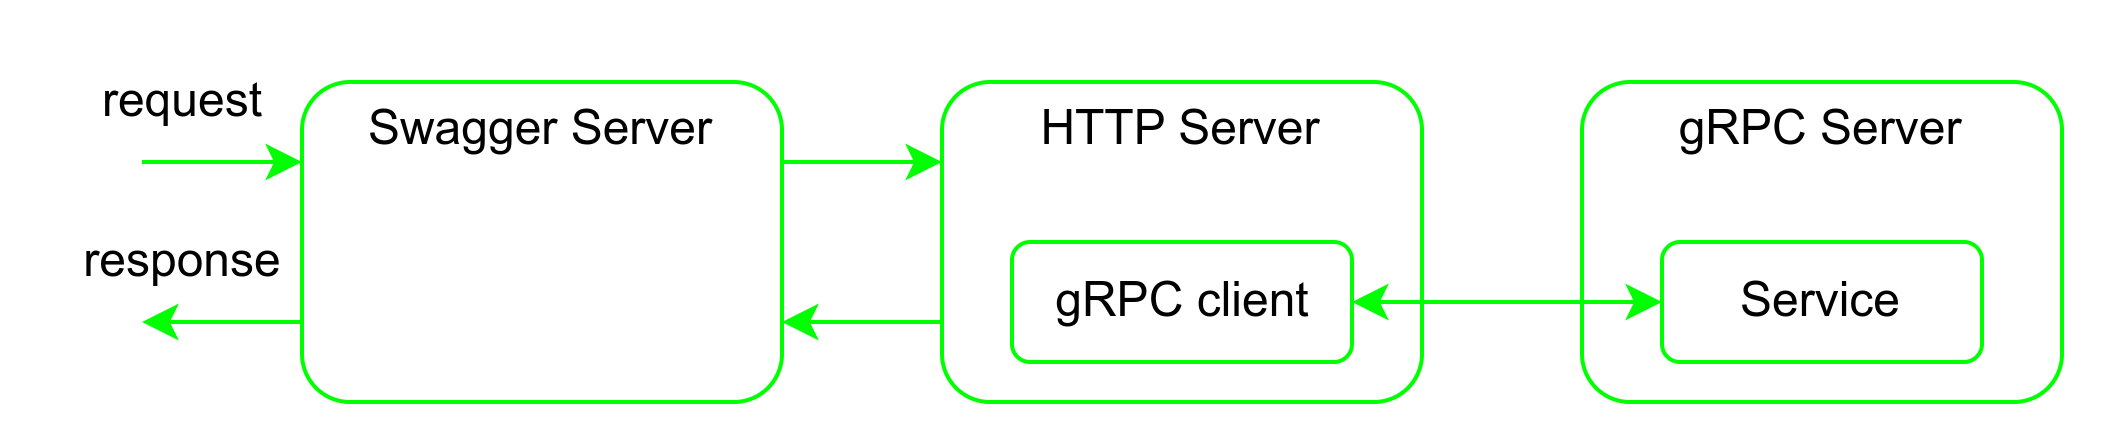 request
Swagger Server
HTTP Server
gRPC Server
response
gRPC client
Service